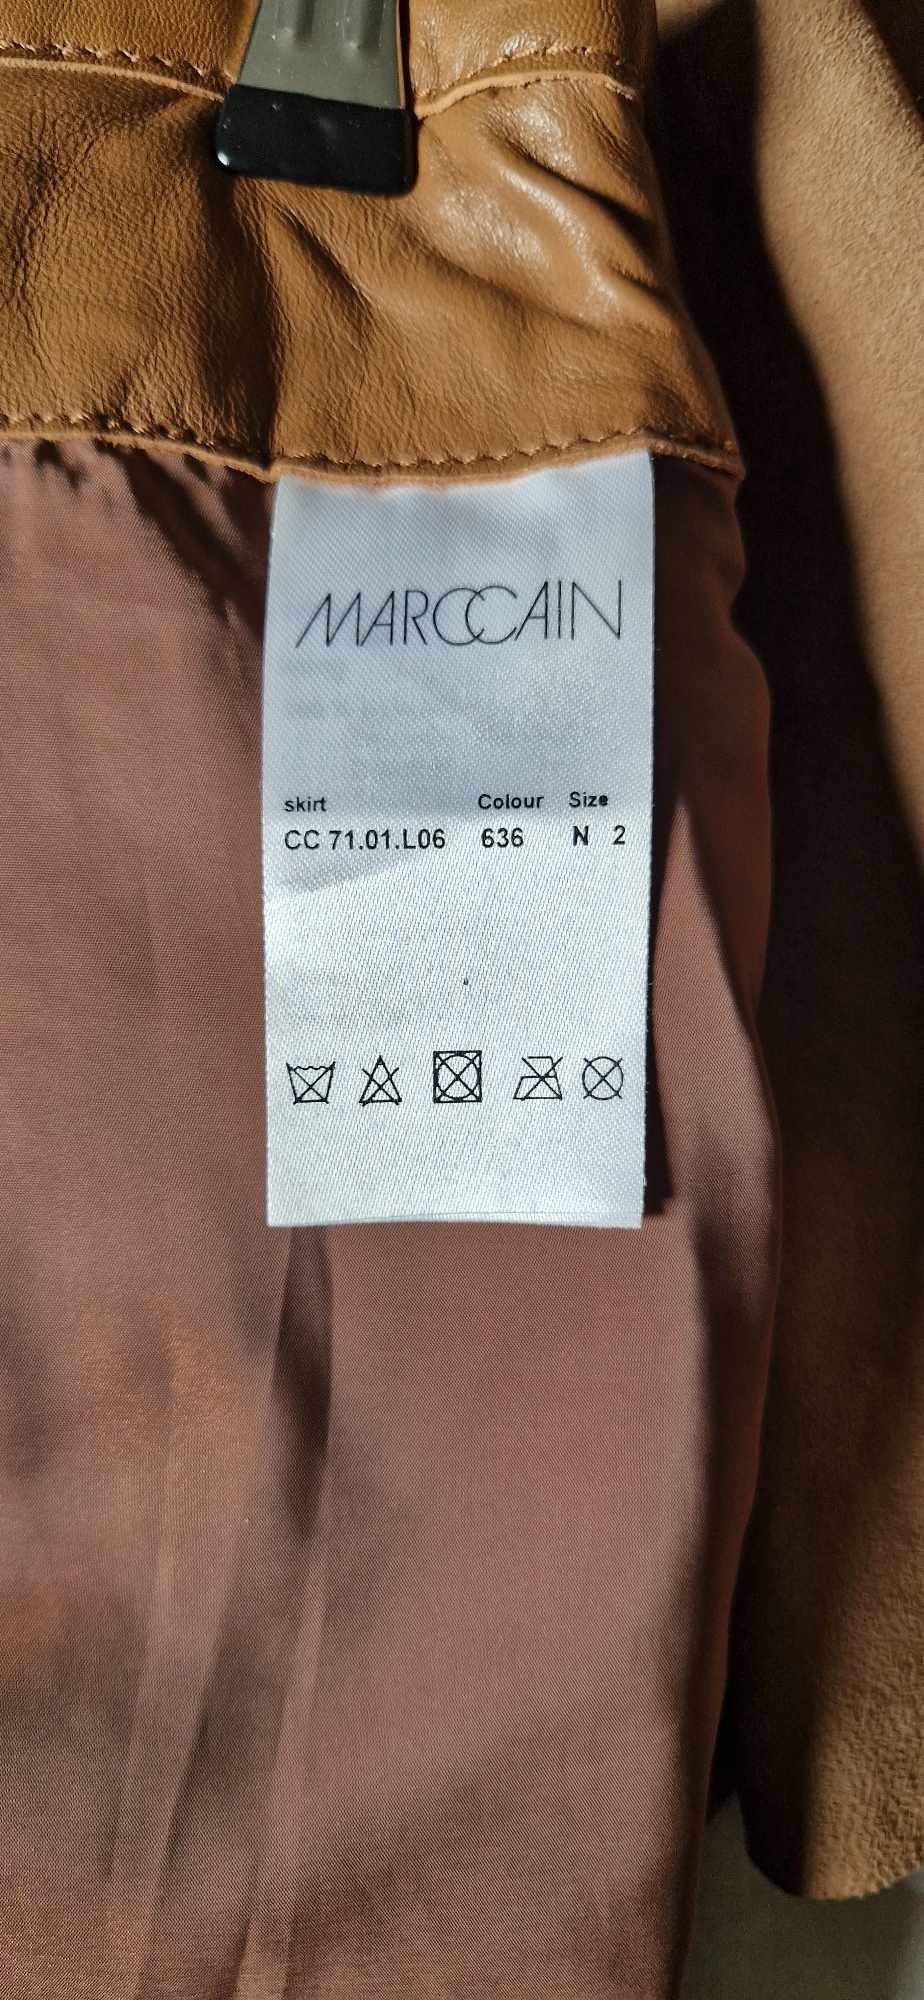 MARCCAIN
skirt Colour Size
CC 71.01.L06 636 N 2